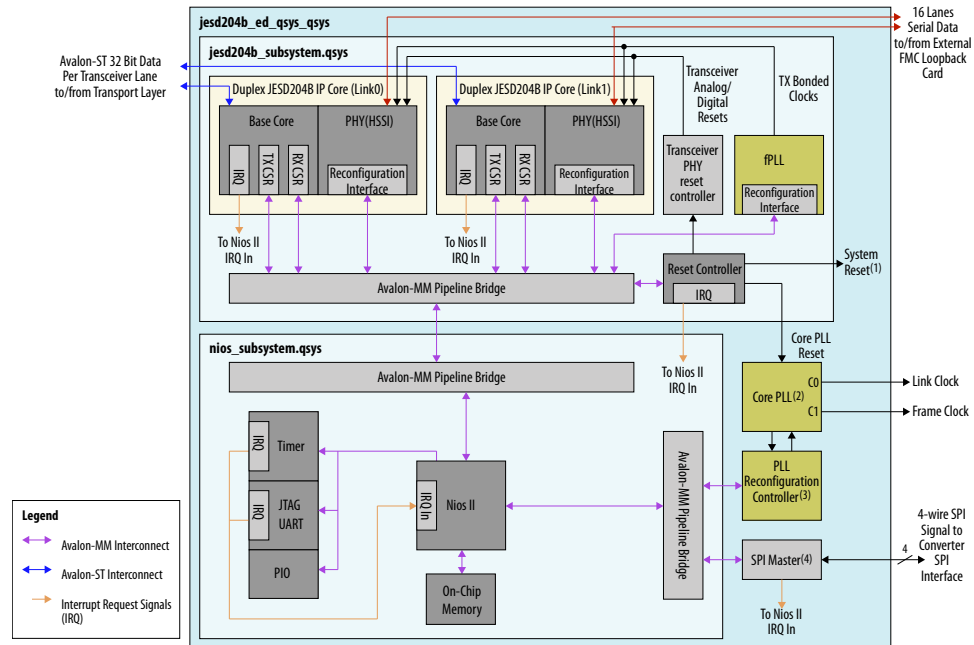 jesd204b_ed_qsys_qsys
16 Lanes
Serial Data
to/from External
FMC Loopback
Card
jesd204b_subsystem.qsys
Avalon-ST 32 Bit Data
Per Transceiver Lane
to/from Transport Layer
Transceiver
Analog/
Digital
Resets
TX Bonded
Clocks
Duplex JESD204B IP Core (Link0)
Base Core
PHY(HSSI)
IRQ
TX CSR
RX CSR
Reconfiguration
Interface
Duplex JESD204B IP Core (Link1)
Base Core
PHY(HSSI)
IRQ
TX CSR
RX CSR
Reconfiguration
Interface
Transceiver
PHY
reset
controller
fPLL
Reconfiguration
Interface
To Nios II
IRQ In
To Nios II
IRQ In
System
Reset(1)
Avalon-MM Pipeline Bridge
Reset Controller
IRQ
nios_subsystem.qsys
Core PLL
Reset
To Nios II
IRQ In
Avalon-MM Pipeline Bridge
C0
Core PLL(2)
C1
Link Clock
Frame Clock
IRQ
Timer
IRQ
JTAG
UART
PIO
IRQ In
Nios II
On-Chip
Memory
Avalon-MM Pipeline Bridge
PLL
Reconfiguration
Controller(3)
SPI Master(4)
4
4-wire SPI
Signal to
Converter
SPI
Interface
To Nios II
IRQ In
Legend
Avalon-MM Interconnect
Avalon-ST Interconnect
Interrupt Request Signals
(IRQ)